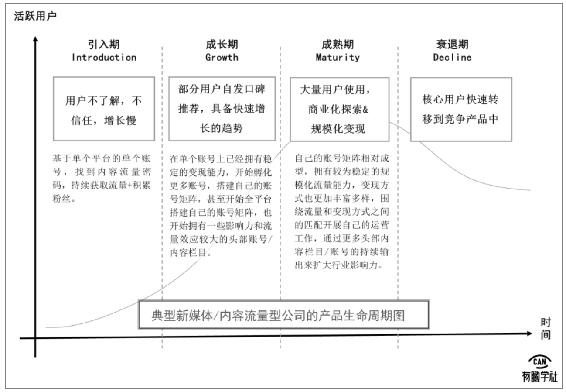 活跃用户
引入期
Introduction
成长期
Growth
成熟期
Maturity
衰退期
Decline
用户不了解，不
信任，增长慢
部分用户自发口碑
推荐，具备快速增
长的趋势
大量用户使用，
商业化探索&
规模化变现
核心用户快速转
移到竞争产品中
基于单个平台的单个账
号，找到内容流量密
码，持续获取流量+积累
粉丝。
在单个账号上已经拥有稳
定的变现能力，开始孵化
更多账号，搭建自己的账
号矩阵，甚至开始全平台
搭建自己的账号矩阵，也
开始拥有一些影响力和流
量效应较大的头部账号/
内容栏目。
自己的账号矩阵相对成
型，拥有较为稳定的规
模化流量能力，变现方
式也更加丰富多样，围
绕流量和变现方式之间
的匹配开展自己的运营
工作，通过更多头部内
容栏目/账号的持续输
出来扩大行业影响力。
典型新媒体/内容流量型公司的产品生命周期图
时
间
CAN
有瞰学社